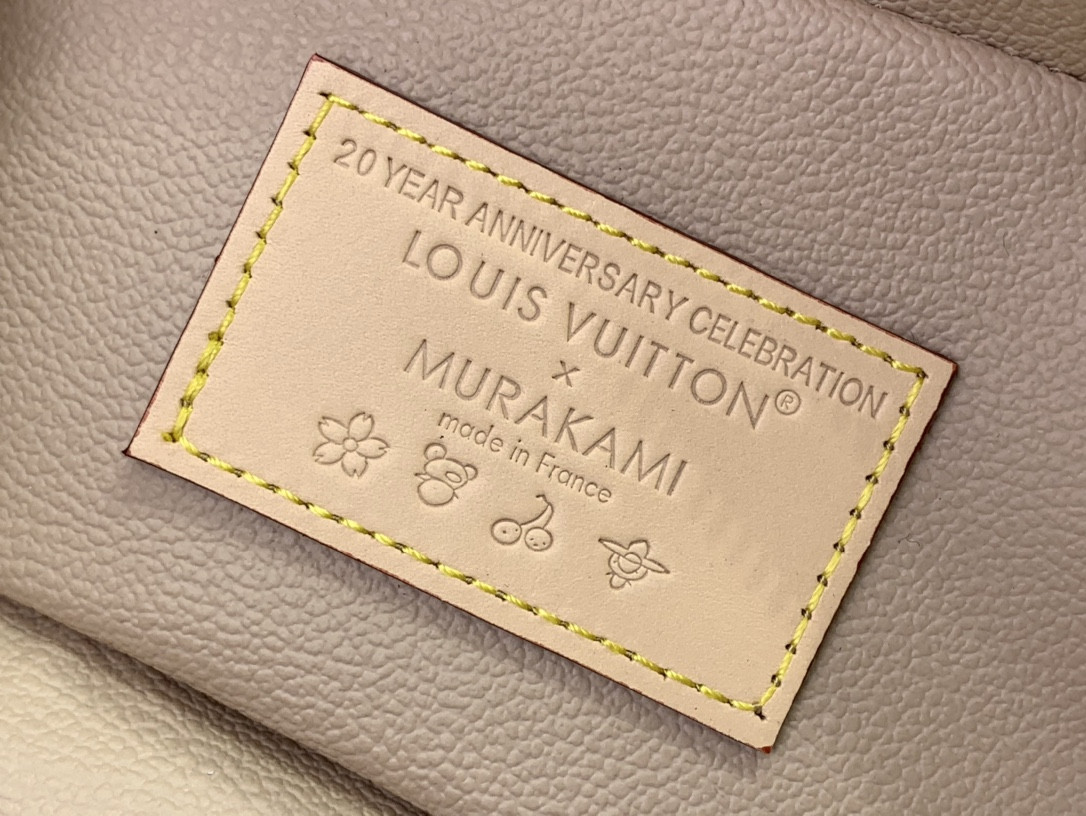 20 YEAR ANNIVERSARY CELEBRATION
LOUIS VUITTON®
x
MURAKAMI
made in France